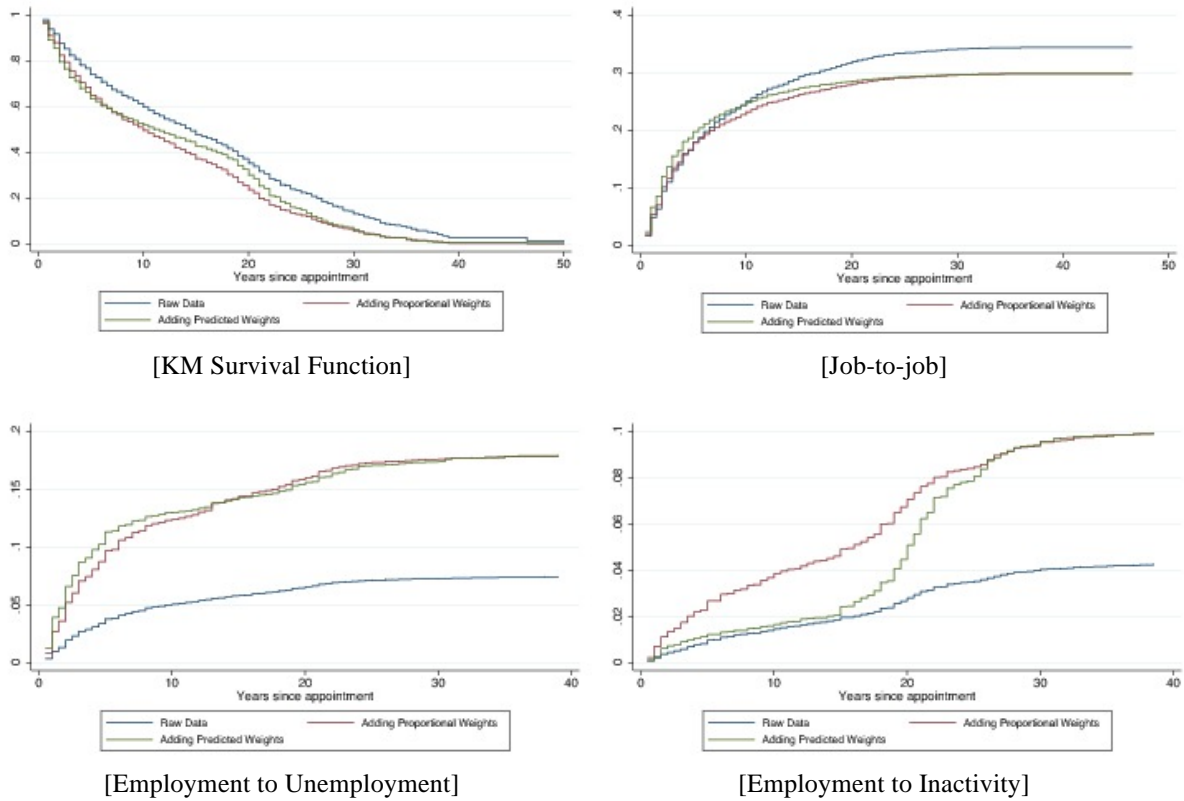 1
.8
.6
.4
.2
0
0 10 20 30 40 50
Years since appointment
Raw Data Adding Proportional Weights
Adding Predicted Weights
[KM Survival Function]
.4
.3
.2
.1
0
0 10 20 30 40 50
Years since appointment
Raw Data Adding Proportional Weights
Adding Predicted Weights
[Job-to-job]
.2
.15
.1
.05
0
0 10 20 30 40
Years since appointment
Raw Data Adding Proportional Weights
Adding Predicted Weights
[Employment to Unemployment]
.1
.08
.06
.04
.02
0
0 10 20 30 40
Years since appointment
Raw Data Adding Proportional Weights
Adding Predicted Weights
[Employment to Inactivity]